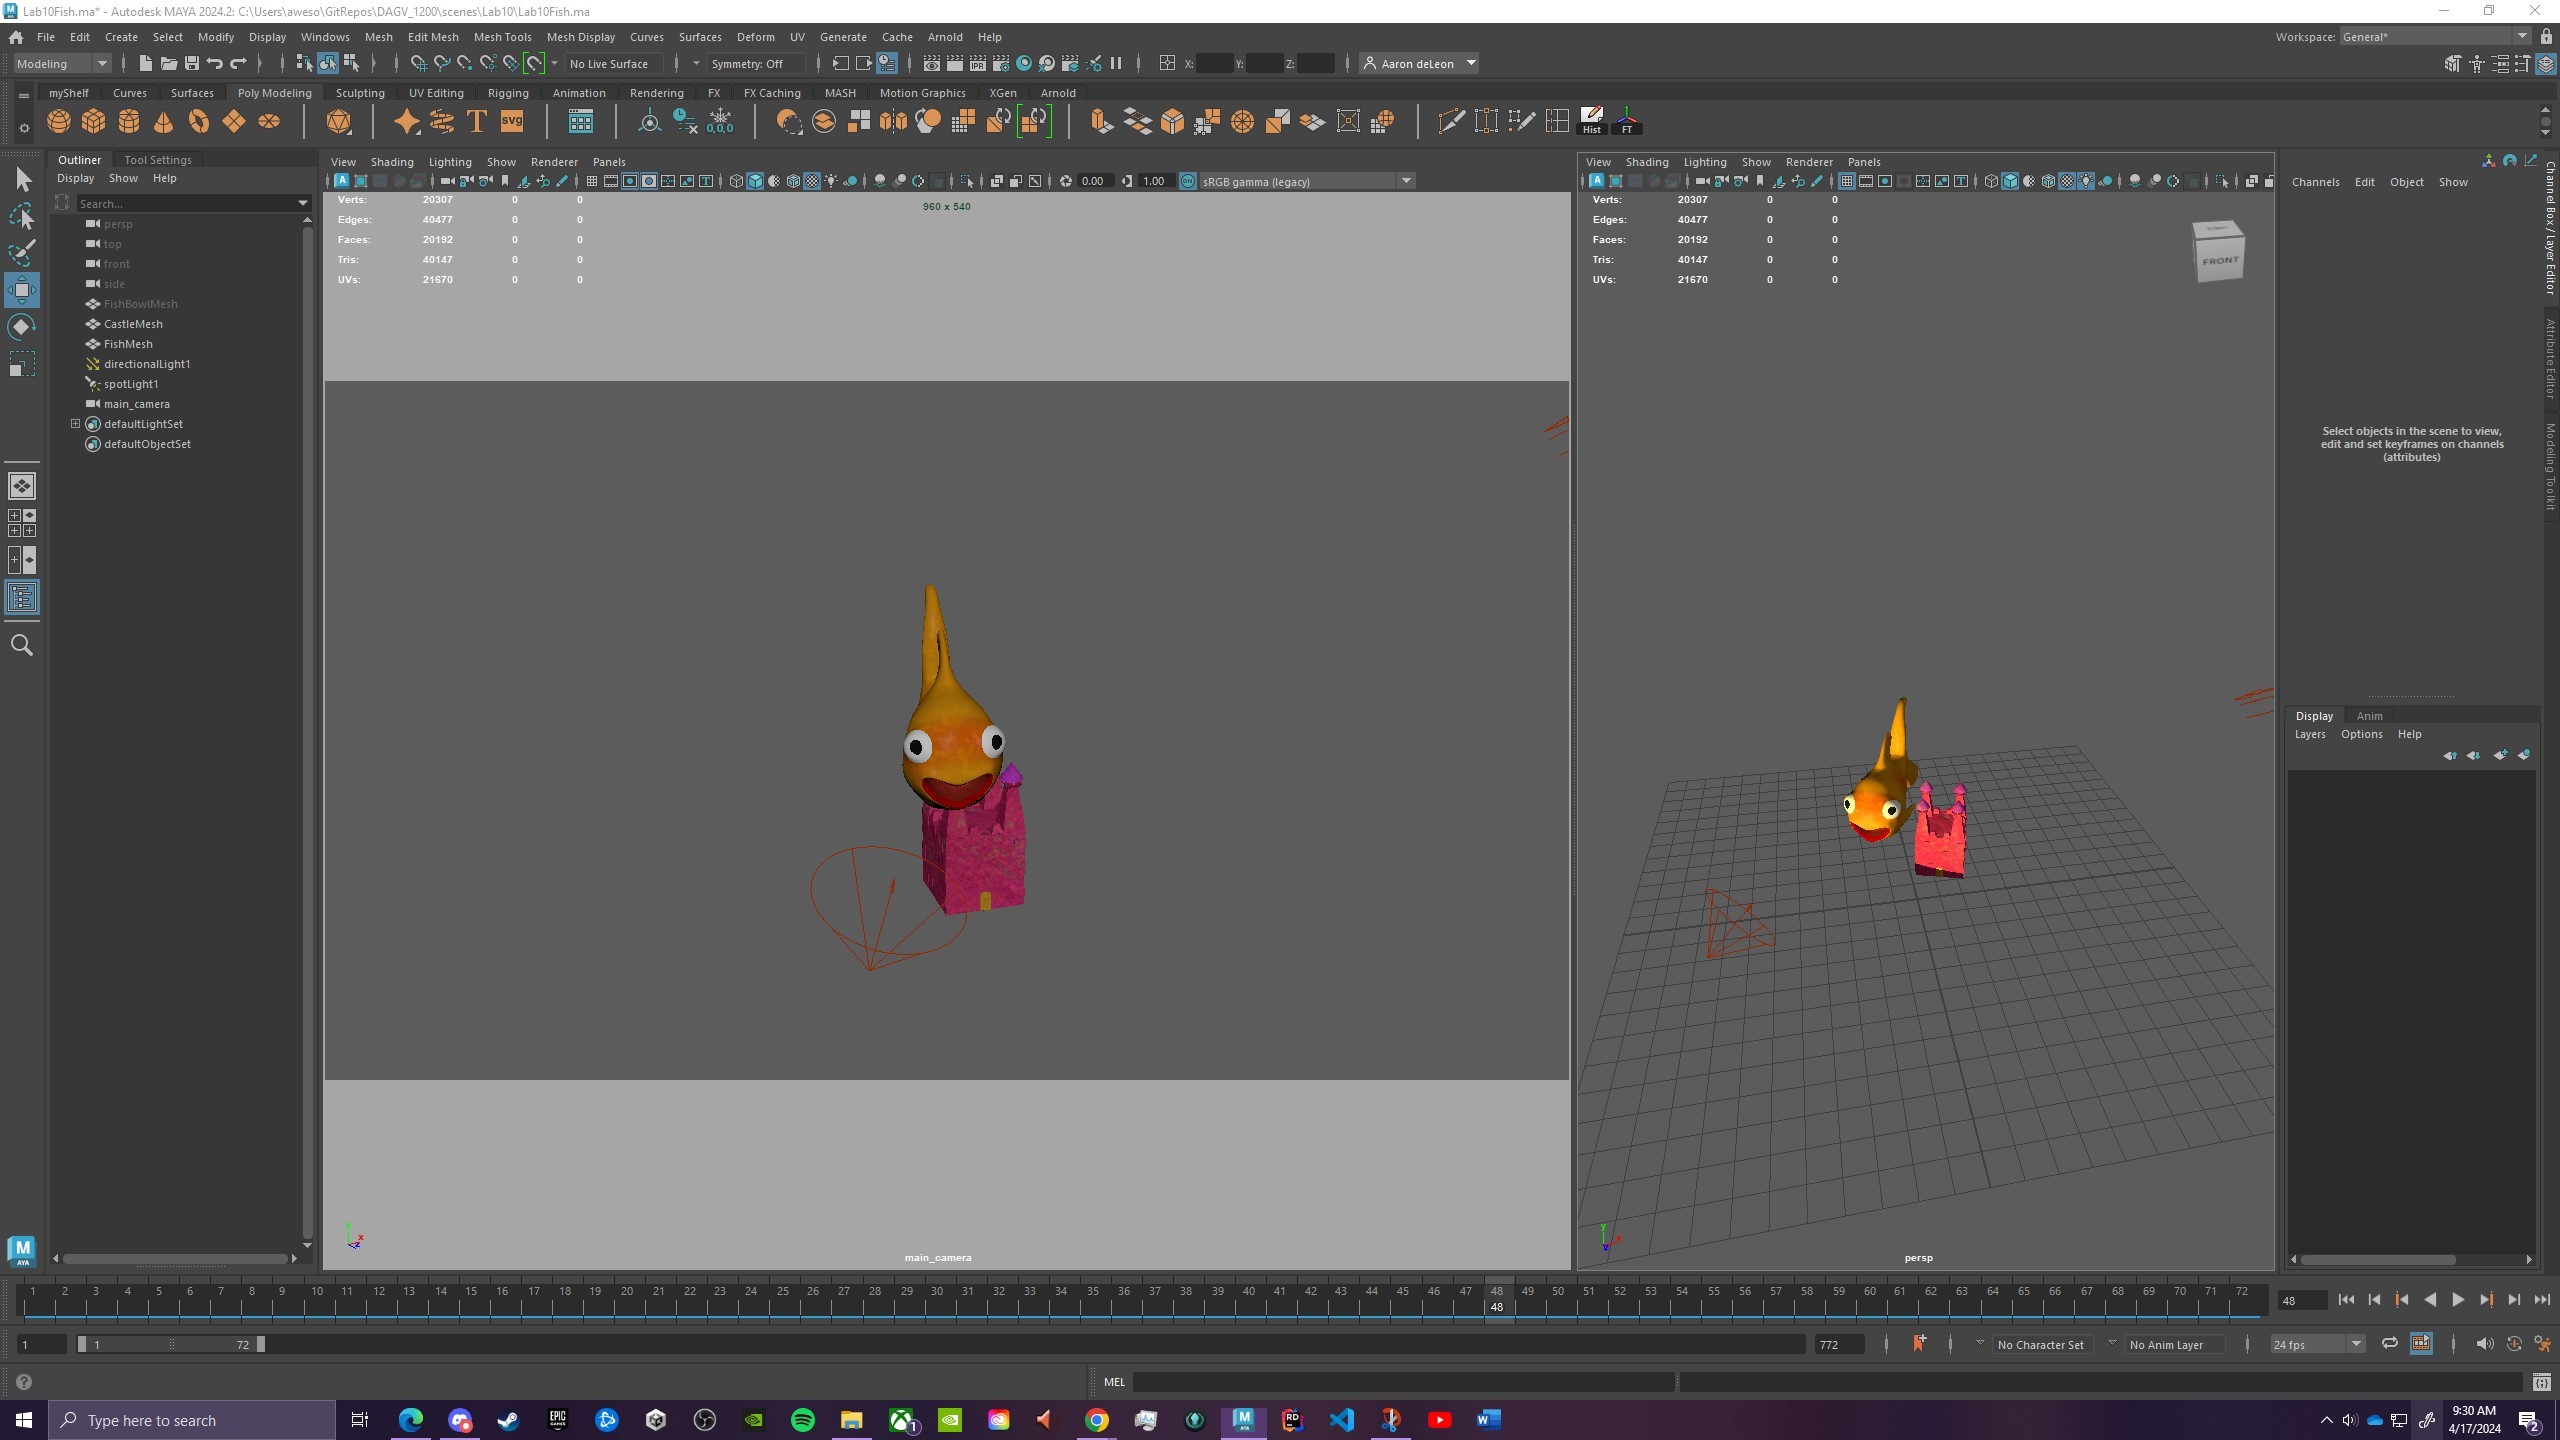 Lab10Fish.ma* - Autodesk MAYA 2024.2: C:\Users\aweso\GitRepos\DAGV_1200\scenes\Lab10\Lab10Fish.ma
File Edit Create Select Modify Display Windows Mesh Edit Mesh Mesh Tools Mesh Display Curves Surfaces Deform UV Generate Cache Arnold Help
Workspace: General*
Modeling No Live Surface Symmetry: Off IPR X: Y: Z: Aaron deLeon
myShelf Curves Surfaces Poly Modeling Sculpting UV Editing Rigging Animation Rendering FX FX Caching MASH Motion Graphics XGen Arnold
T SVG 0,0,0 Hist FT
Outliner Tool Settings
Display Show Help
Search...
persp
top
front
side
FishBowlMesh
CastleMesh
FishMesh
directionalLight1
spotLight1
main_camera
defaultLightSet
defaultObjectSet
View Shading Lighting Show Renderer Panels
0.00 1.00 sRGB gamma (legacy)
Verts: 20307 0 0
Edges: 40477 0 0
Faces: 20192 0 0
Tris: 40147 0 0
UVs: 21670 0 0
960 x 540
main_camera
View Shading Lighting Show Renderer Panels
Verts: 20307 0 0
Edges: 40477 0 0
Faces: 20192 0 0
Tris: 40147 0 0
UVs: 21670 0 0
FRONT
persp
Channels Edit Object Show
Select objects in the scene to view,
edit and set keyframes on channels
(attributes)
Channel Box / Layer Editor
Attribute Editor
Modeling Toolkit
Display Anim
Layers Options Help
1 2 3 4 5 6 7 8 9 10 11 12 13 14 15 16 17 18 19 20 21 22 23 24 25 26 27 28 29 30 31 32 33 34 35 36 37 38 39 40 41 42 43 44 45 46 47 48 49 50 51 52 53 54 55 56 57 58 59 60 61 62 63 64 65 66 67 68 69 70 71 72
48
48
1 1 72 772 No Character Set No Anim Layer 24 fps
MEL
Type here to search
9:30 AM
4/17/2024